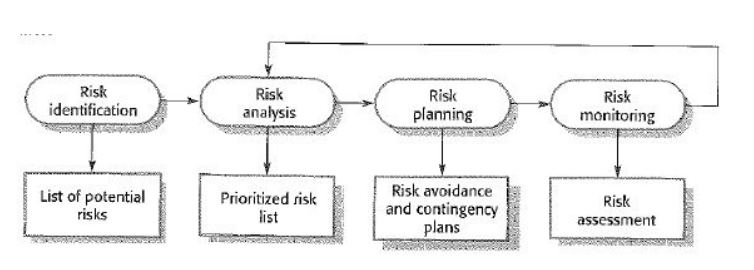 Risk
identification
Risk
analysis
Risk
planning
Risk
monitoring
List of potential
risks
Prioritized risk
list
Risk avoidance
and contingency
plans
Risk
assessment